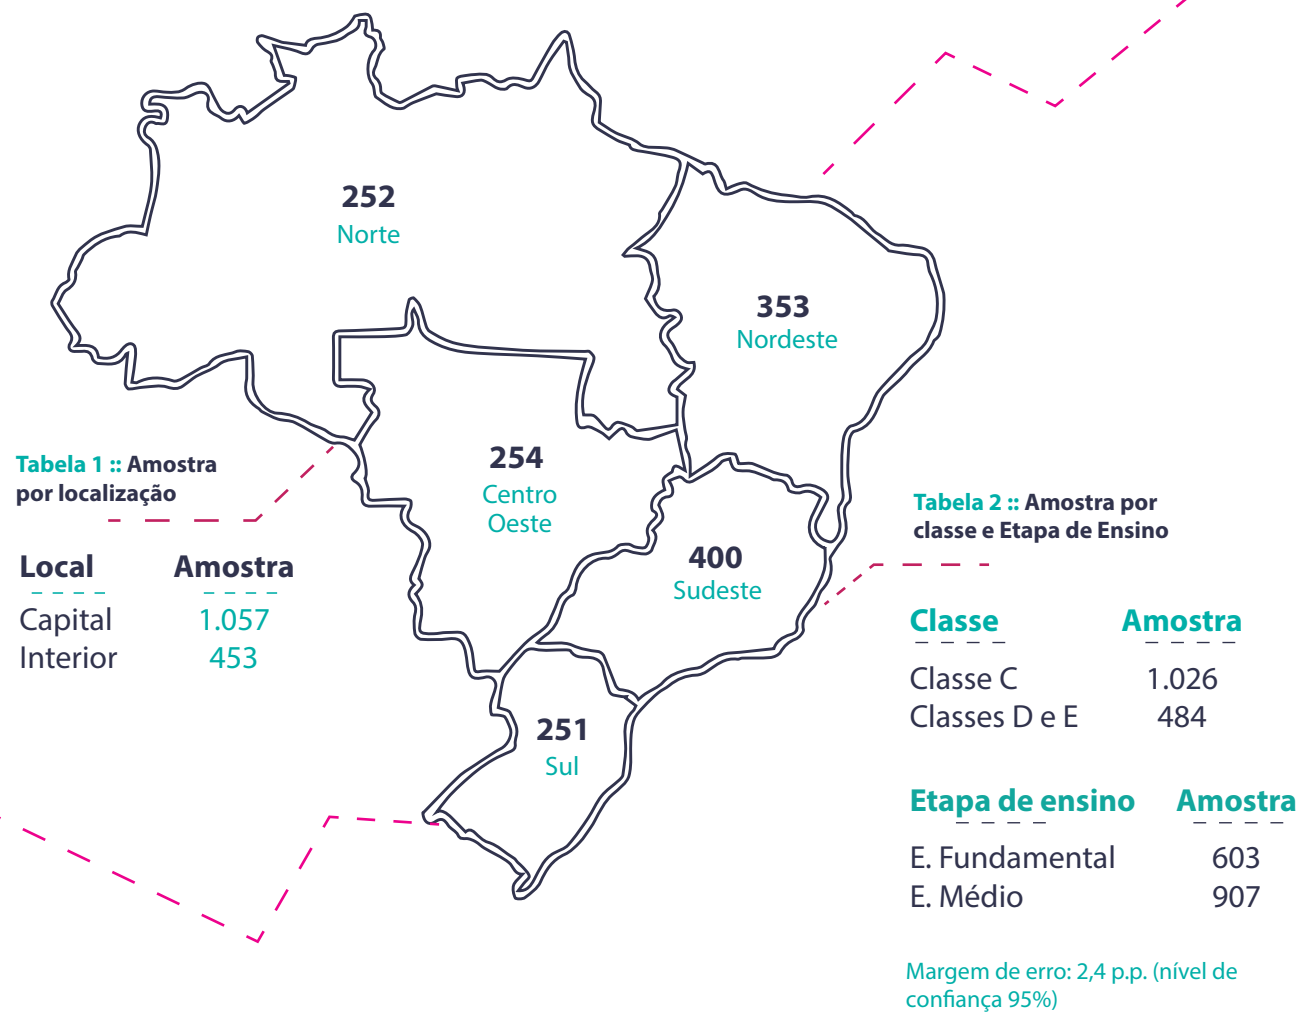 252
Norte
353
Nordeste
254
Centro
Oeste
400
Sudeste
251
Sul
Tabela 1 :: Amostra
por localização
Local Amostra
Capital 1.057
Interior 453
Tabela 2 :: Amostra por
classe e Etapa de Ensino
Classe Amostra
Classe C 1.026
Classes D e E 484
Etapa de ensino Amostra
E. Fundamental 603
E. Médio 907
Margem de erro: 2,4 p.p. (nível de
confiança 95%)